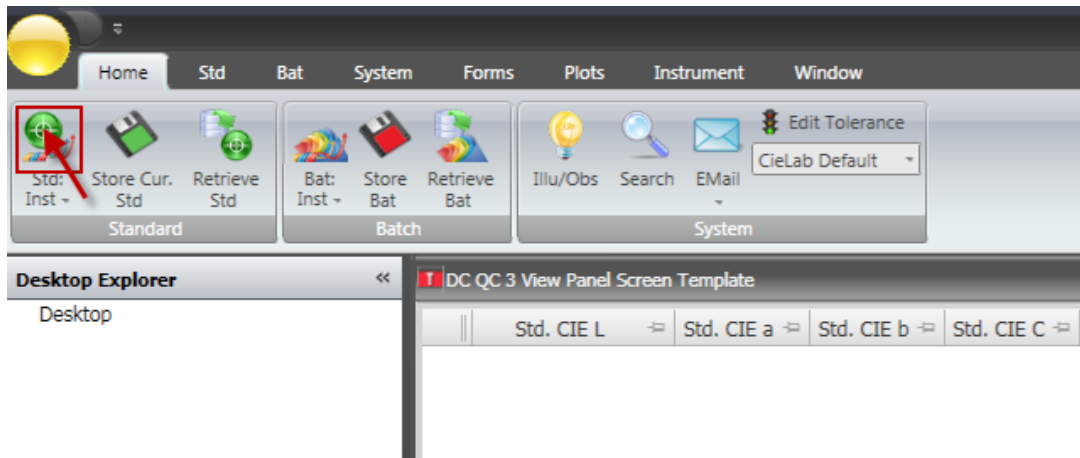 Home Std Bat System Forms Plots Instrument Window
Std: Inst
Store Cur. Std
Retrieve Std
Standard
Bat: Inst
Store Bat
Retrieve Bat
Batch
Illu/Obs
Search
EMail
Edit Tolerance
CieLab Default
System
Desktop Explorer
Desktop
DC QC 3 View Panel Screen Template
Std. CIE L Std. CIE a Std. CIE b Std. CIE C